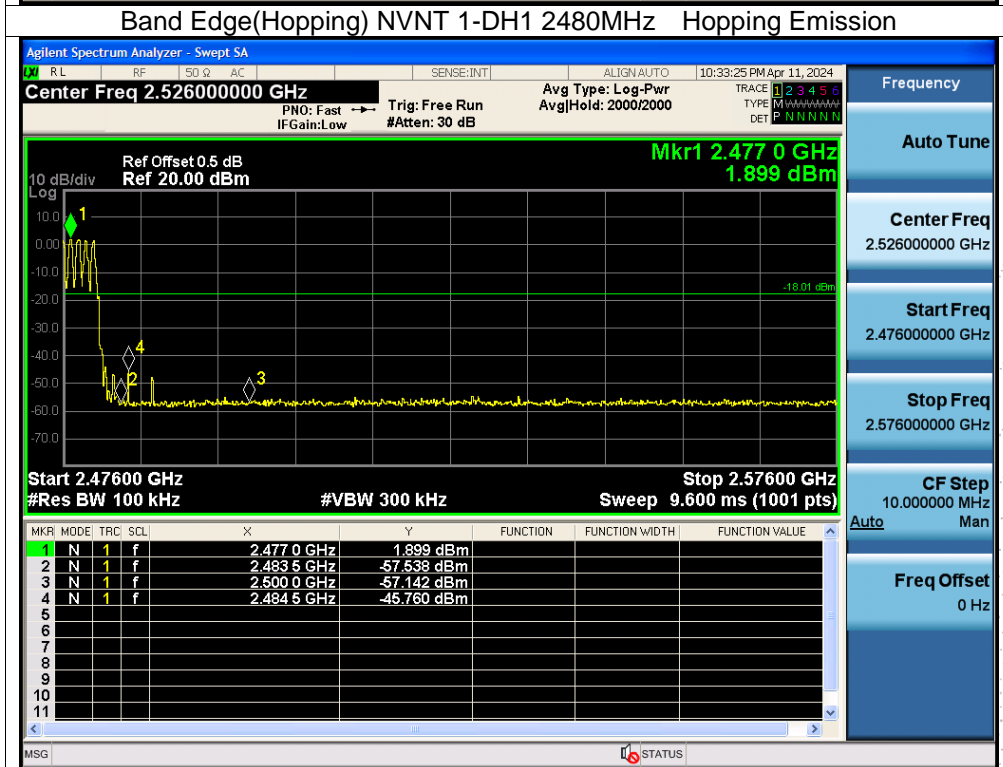 Band Edge(Hopping) NVNT 1-DH1 2480MHz Hopping Emission
Agilent Spectrum Analyzer - Swept SA
LXI RL RF 50 Ω AC SENSE:INT ALIGN AUTO 10:33:25 PM Apr 11, 2024
Center Freq 2.526000000 GHz
PNO: Fast
IFGain:Low
Trig: Free Run
#Atten: 30 dB
Avg Type: Log-Pwr
Avg|Hold: 2000/2000
TRACE 1 2 3 4 5 6
TYPE M
DET P N N N N N
Mkr1 2.477 0 GHz
1.899 dBm
Ref Offset 0.5 dB
10 dB/div Ref 20.00 dBm
Log
10.0
0.00
-10.0
-20.0
-30.0
-40.0
-50.0
-60.0
-70.0
1
-18.01 dBm
4
2
3
Start 2.47600 GHz Stop 2.57600 GHz
#Res BW 100 kHz #VBW 300 kHz Sweep 9.600 ms (1001 pts)
MKR MODE TRC SCL X Y FUNCTION FUNCTION WIDTH FUNCTION VALUE
1 N 1 f 2.477 0 GHz 1.899 dBm
2 N 1 f 2.483 5 GHz -57.538 dBm
3 N 1 f 2.500 0 GHz -57.142 dBm
4 N 1 f 2.484 5 GHz -45.760 dBm
5
6
7
8
9
10
11
MSG STATUS
Frequency
Auto Tune
Center Freq
2.526000000 GHz
Start Freq
2.476000000 GHz
Stop Freq
2.576000000 GHz
CF Step
10.000000 MHz
Auto Man
Freq Offset
0 Hz